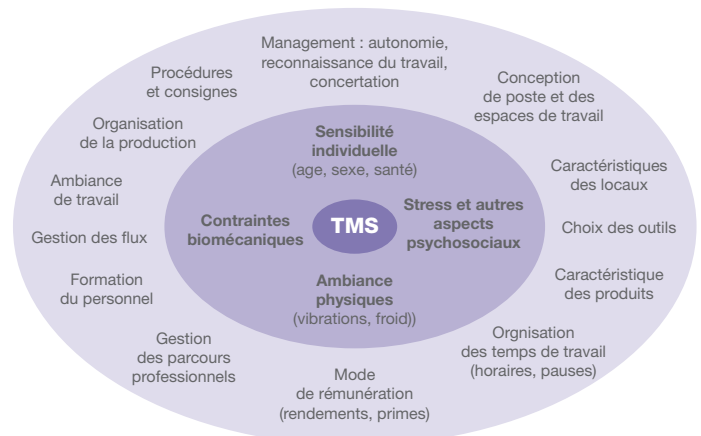 Management : autonomie,
reconnaissance du travail,
concertation
Procédures
et consignes
Conception
de poste et des
espaces de travail
Organisation
de la production
Sensibilité
individuelle
(age, sexe, santé)
Caractéristiques
des locaux
Ambiance
de travail
Contraintes
biomécaniques
TMS
Stress et autres
aspects
psychosociaux
Choix des outils
Gestion des flux
Formation
du personnel
Ambiance
physiques
(vibrations, froid))
Caractéristique
des produits
Gestion
des parcours
professionnels
Mode
de rémunération
(rendements, primes)
Orgnisation
des temps de travail
(horaires, pauses)